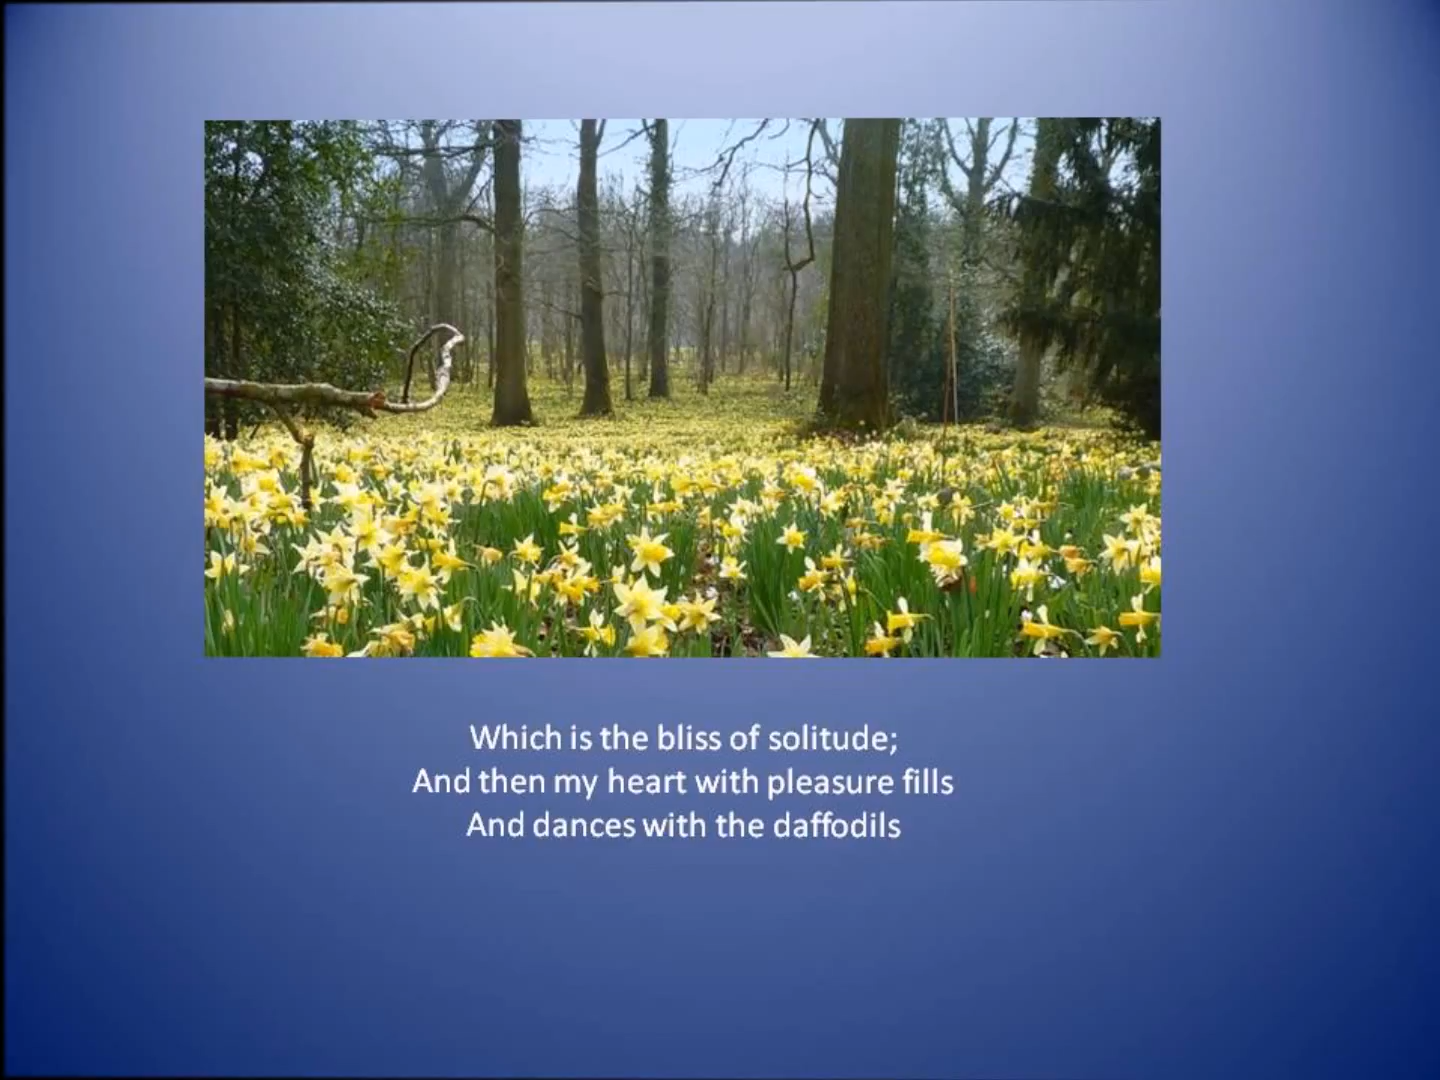 Which is the bliss of solitude;
And then my heart with pleasure fills
And dances with the daffodils